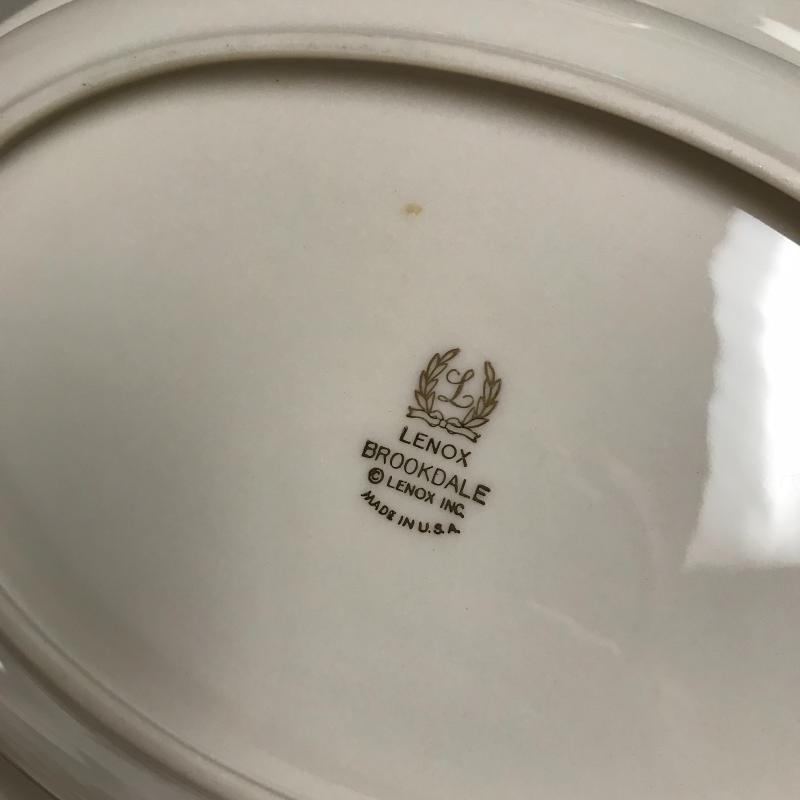 L
LENOX
BROOKDALE
© LENOX INC.
MADE IN U.S.A.